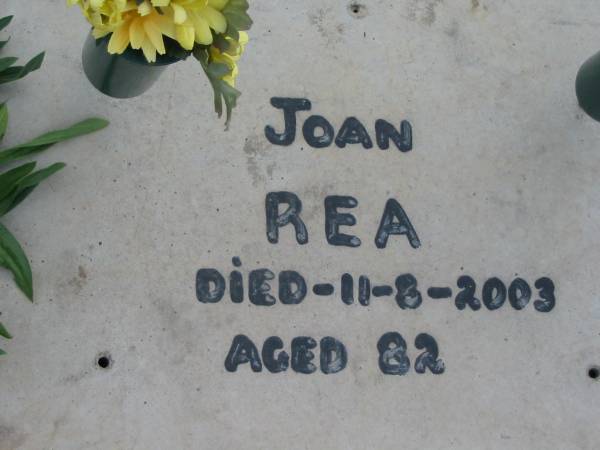 JOAN
REA
DiED-11-8-2003
AGED 82